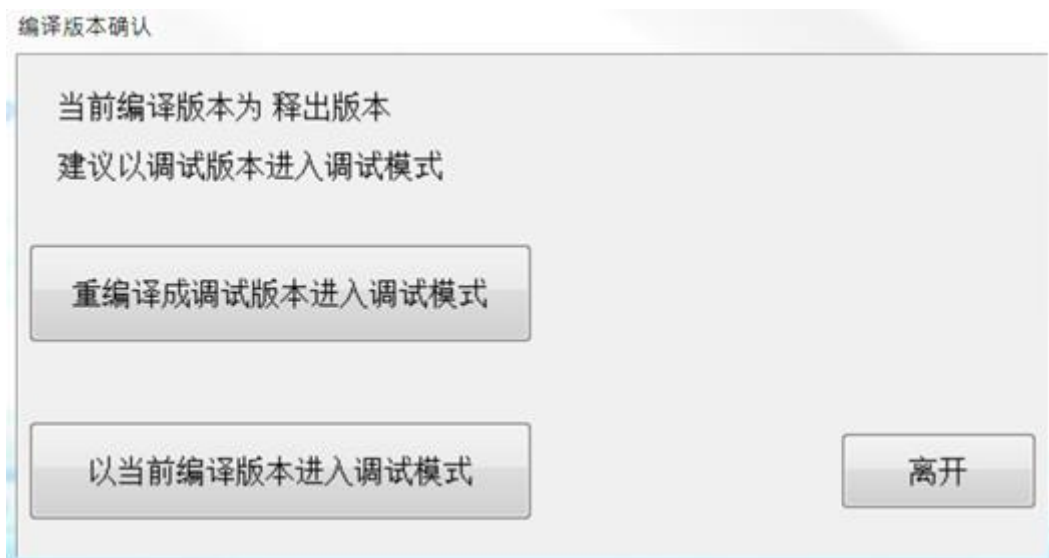 编译版本确认
当前编译版本为 释出版本
建议以调试版本进入调试模式
重编译成调试版本进入调试模式
以当前编译版本进入调试模式
离开